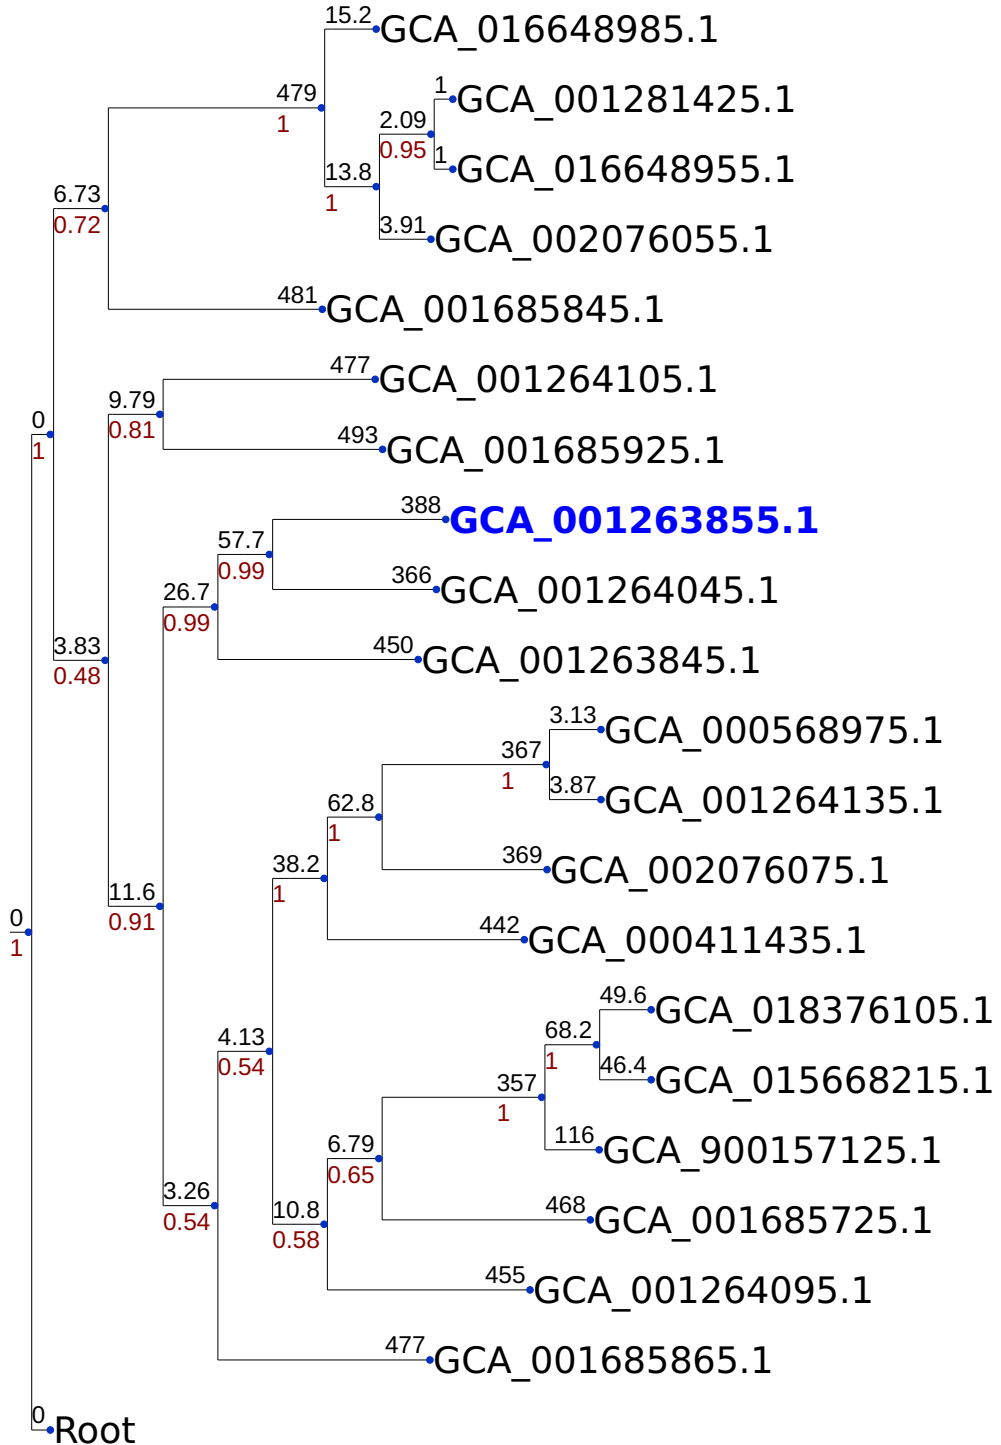 15.2
GCA_016648985.1
479
1
1
GCA_001281425.1
2.09
0.95
1
GCA_016648955.1
13.8
1
3.91
GCA_002076055.1
6.73
0.72
481
GCA_001685845.1
477
GCA_001264105.1
9.79
0.81
0
1
493
GCA_001685925.1
388
GCA_001263855.1
57.7
0.99
366
GCA_001264045.1
26.7
0.99
450
GCA_001263845.1
3.83
0.48
3.13
GCA_000568975.1
367
1
3.87
GCA_001264135.1
62.8
1
369
GCA_002076075.1
38.2
1
442
GCA_000411435.1
11.6
0.91
0
1
49.6
GCA_018376105.1
68.2
1
46.4
GCA_015668215.1
4.13
0.54
357
1
116
GCA_900157125.1
6.79
0.65
468
GCA_001685725.1
3.26
0.54
10.8
0.58
455
GCA_001264095.1
477
GCA_001685865.1
0
Root